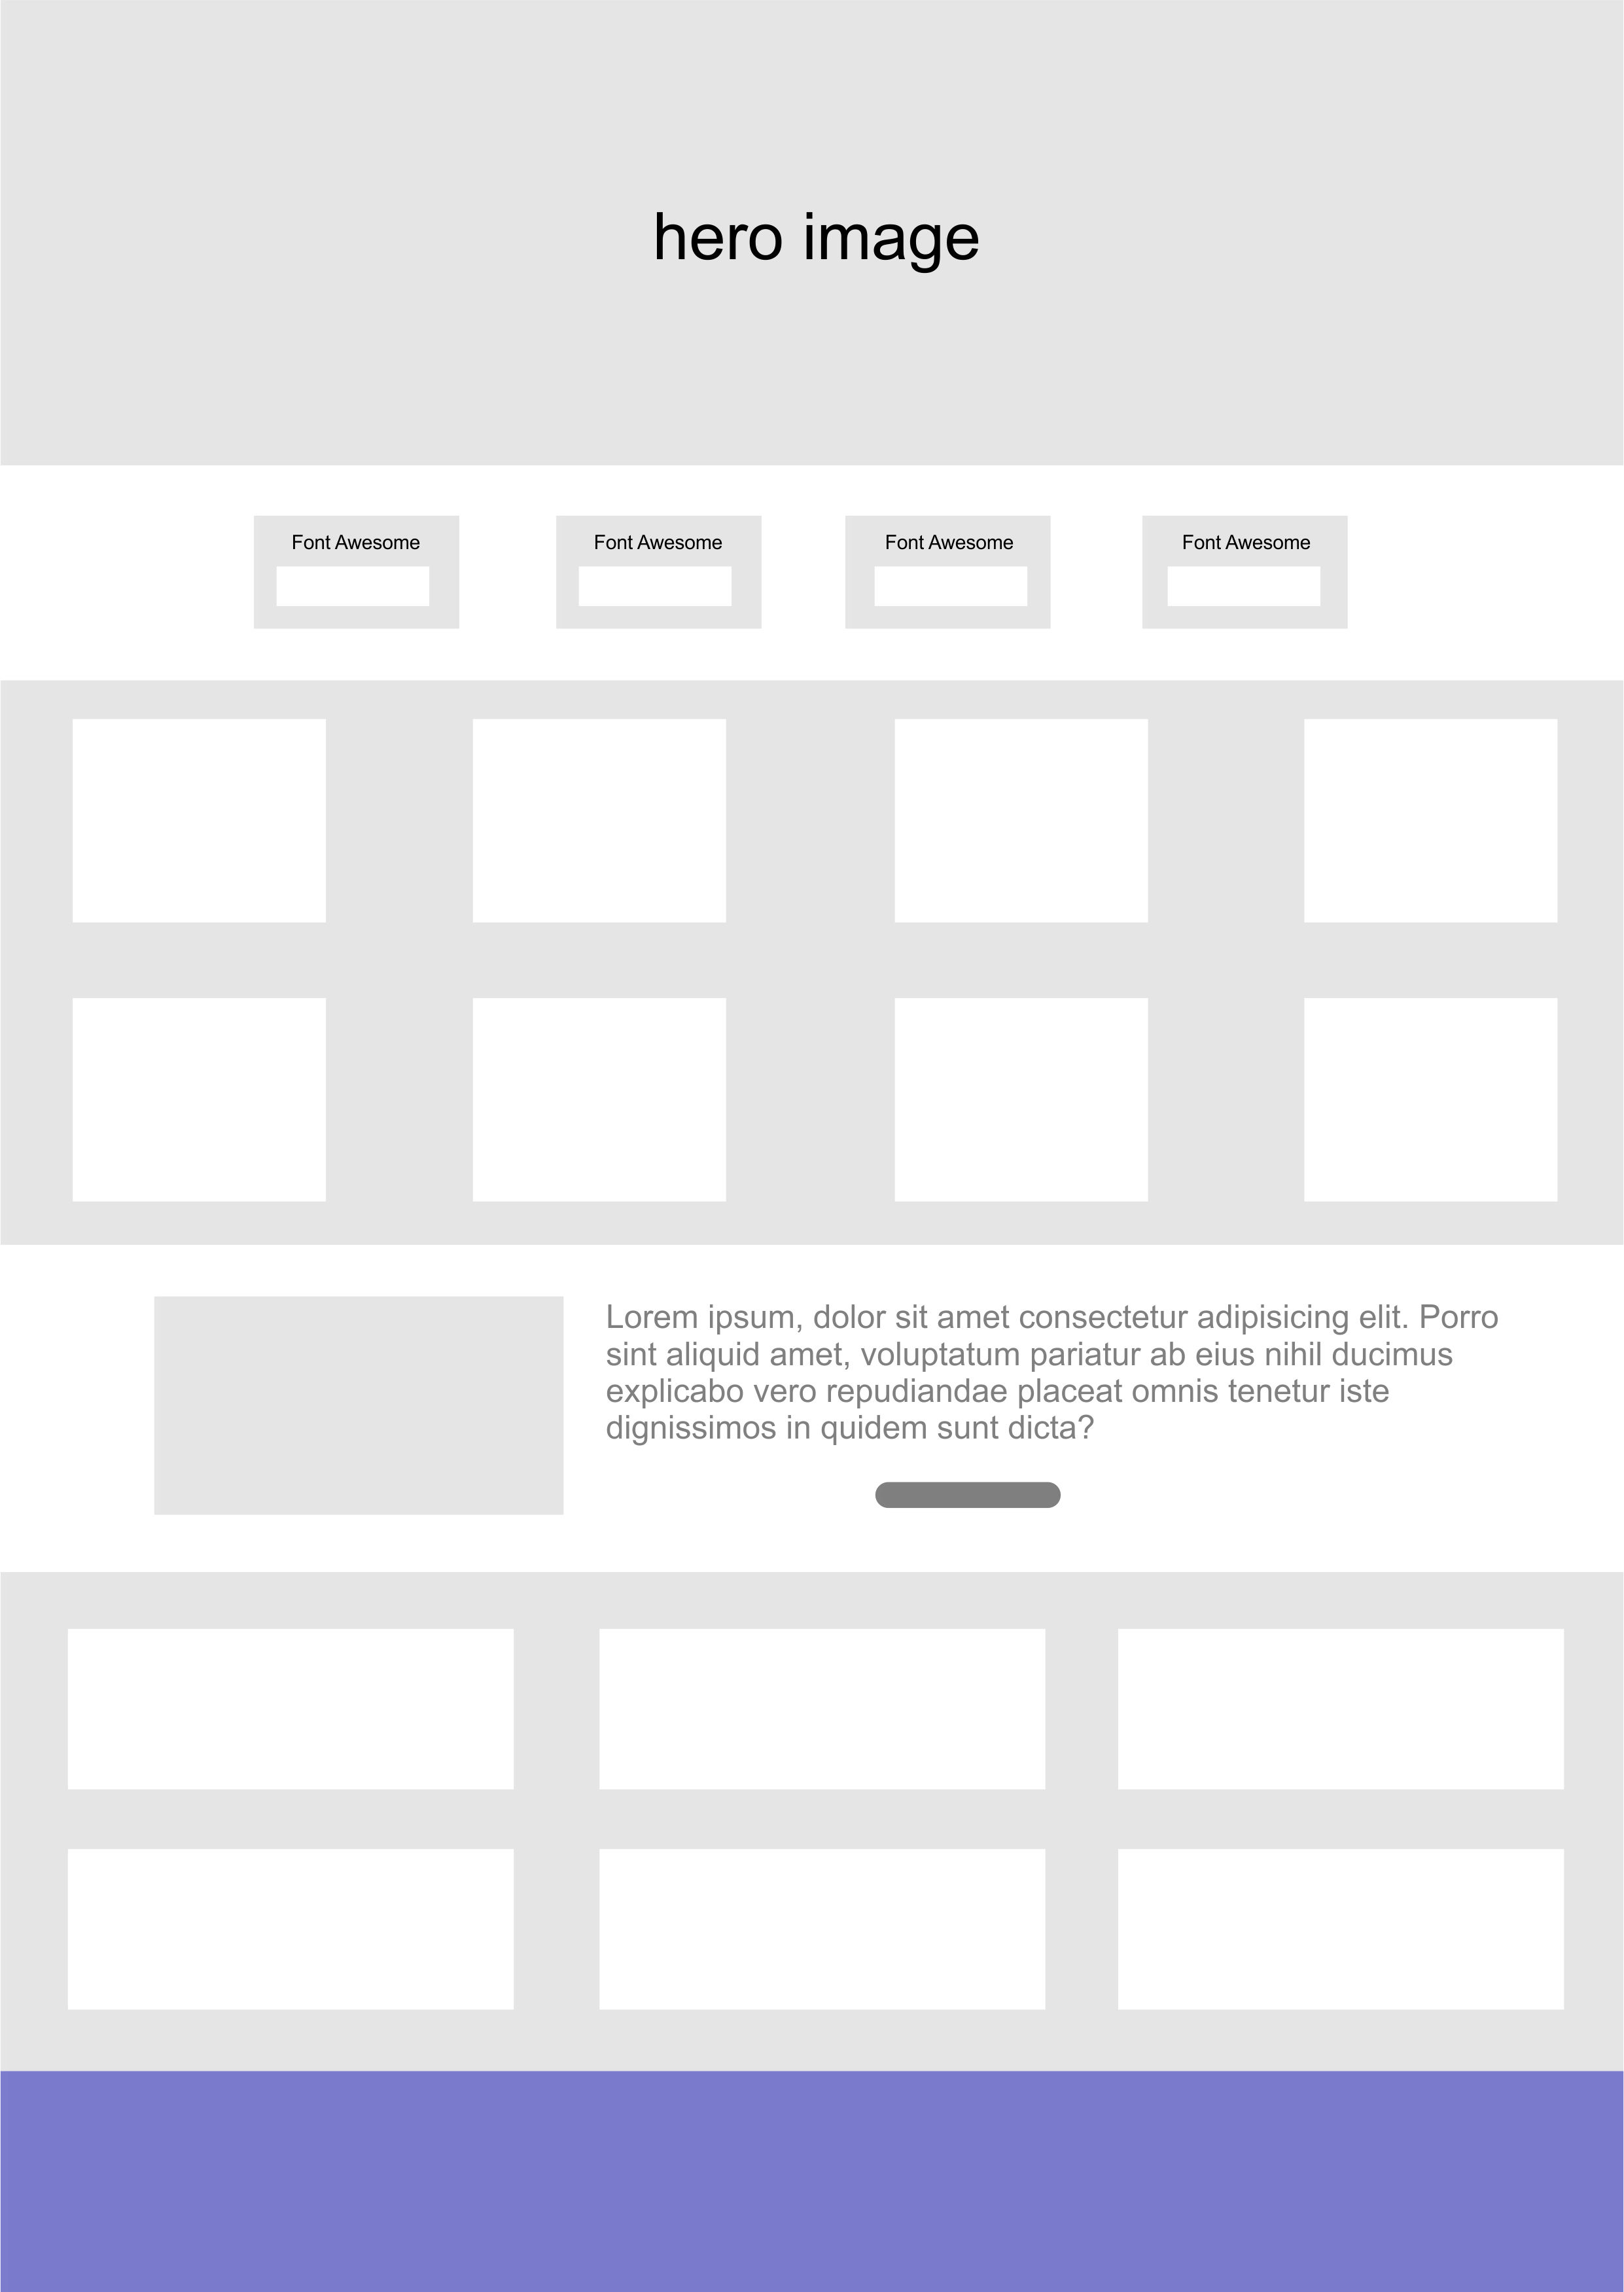 hero image
Font Awesome
Font Awesome
Font Awesome
Font Awesome
Lorem ipsum, dolor sit amet consectetur adipisicing elit. Porro
sint aliquid amet, voluptatum pariatur ab eius nihil ducimus
explicabo vero repudiandae placeat omnis tenetur iste
dignissimos in quidem sunt dicta?